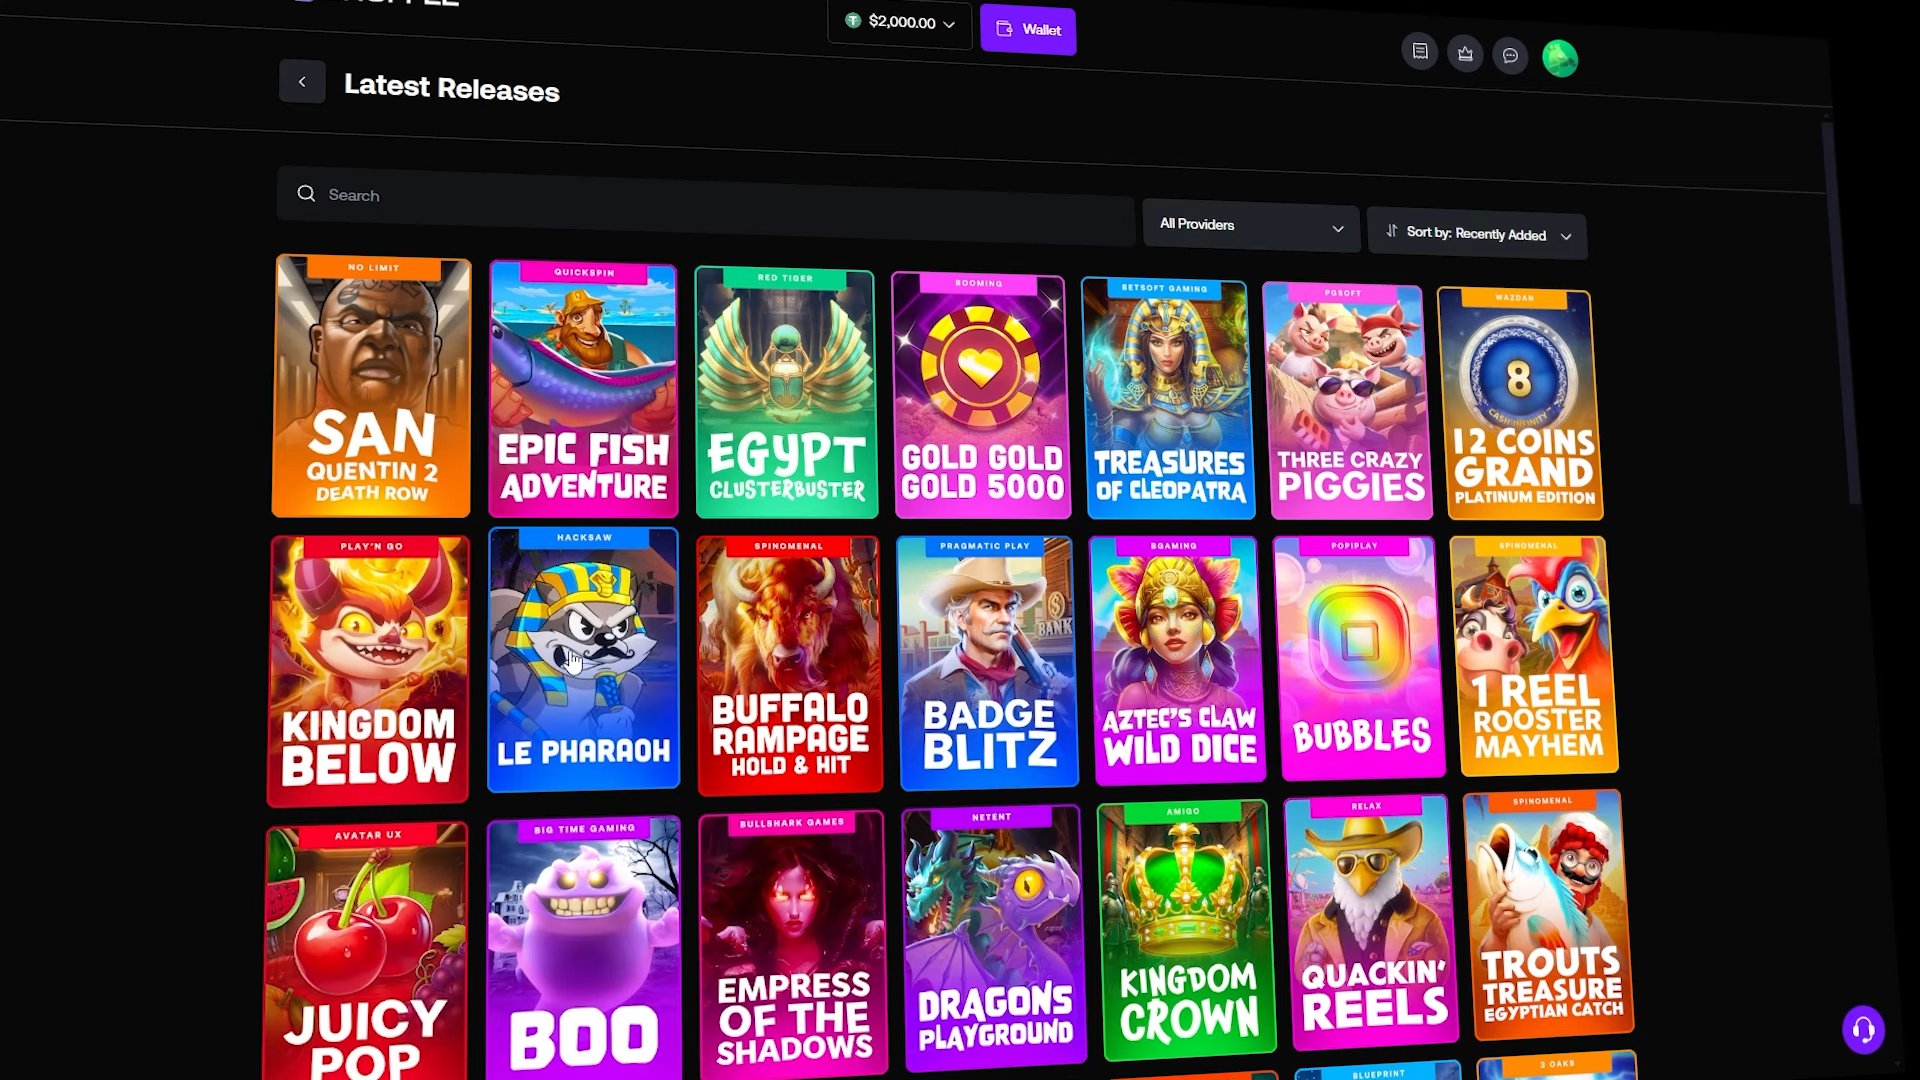 $2,000.00
Wallet
Latest Releases
Search
All Providers
Sort by: Recently Added
NO LIMIT
SAN
QUENTIN 2
DEATH ROW
QUICKSPIN
EPIC FISH
ADVENTURE
RED TIGER
EGYPT
CLUSTERBUSTER
BOOMING
GOLD GOLD
GOLD 5000
BETSOFT GAMING
TREASURES
OF CLEOPATRA
PGSOFT
THREE CRAZY
PIGGIES
WAZDAN
8
CASH INFINITY
12 COINS
GRAND
PLATINUM EDITION
PLAY'N GO
KINGDOM
BELOW
HACKSAW
LE PHARAOH
SPINOMENAL
BUFFALO
RAMPAGE
HOLD & HIT
PRAGMATIC PLAY
BANK
BADGE
BLITZ
BGAMING
AZTEC'S CLAW
WILD DICE
POPIPLAY
BUBBLES
SPINOMENAL
1 REEL
ROOSTER
MAYHEM
AVATAR UX
JUICY
POP
BIG TIME GAMING
BOO
BULLSHARK GAMES
EMPRESS
OF THE
SHADOWS
NETENT
DRAGONS
PLAYGROUND
AMIGO
KINGDOM
CROWN
RELAX
QUACKIN'
REELS
SPINOMENAL
TROUTS
TREASURE
EGYPTIAN CATCH
BLUEPRINT
3 OAKS